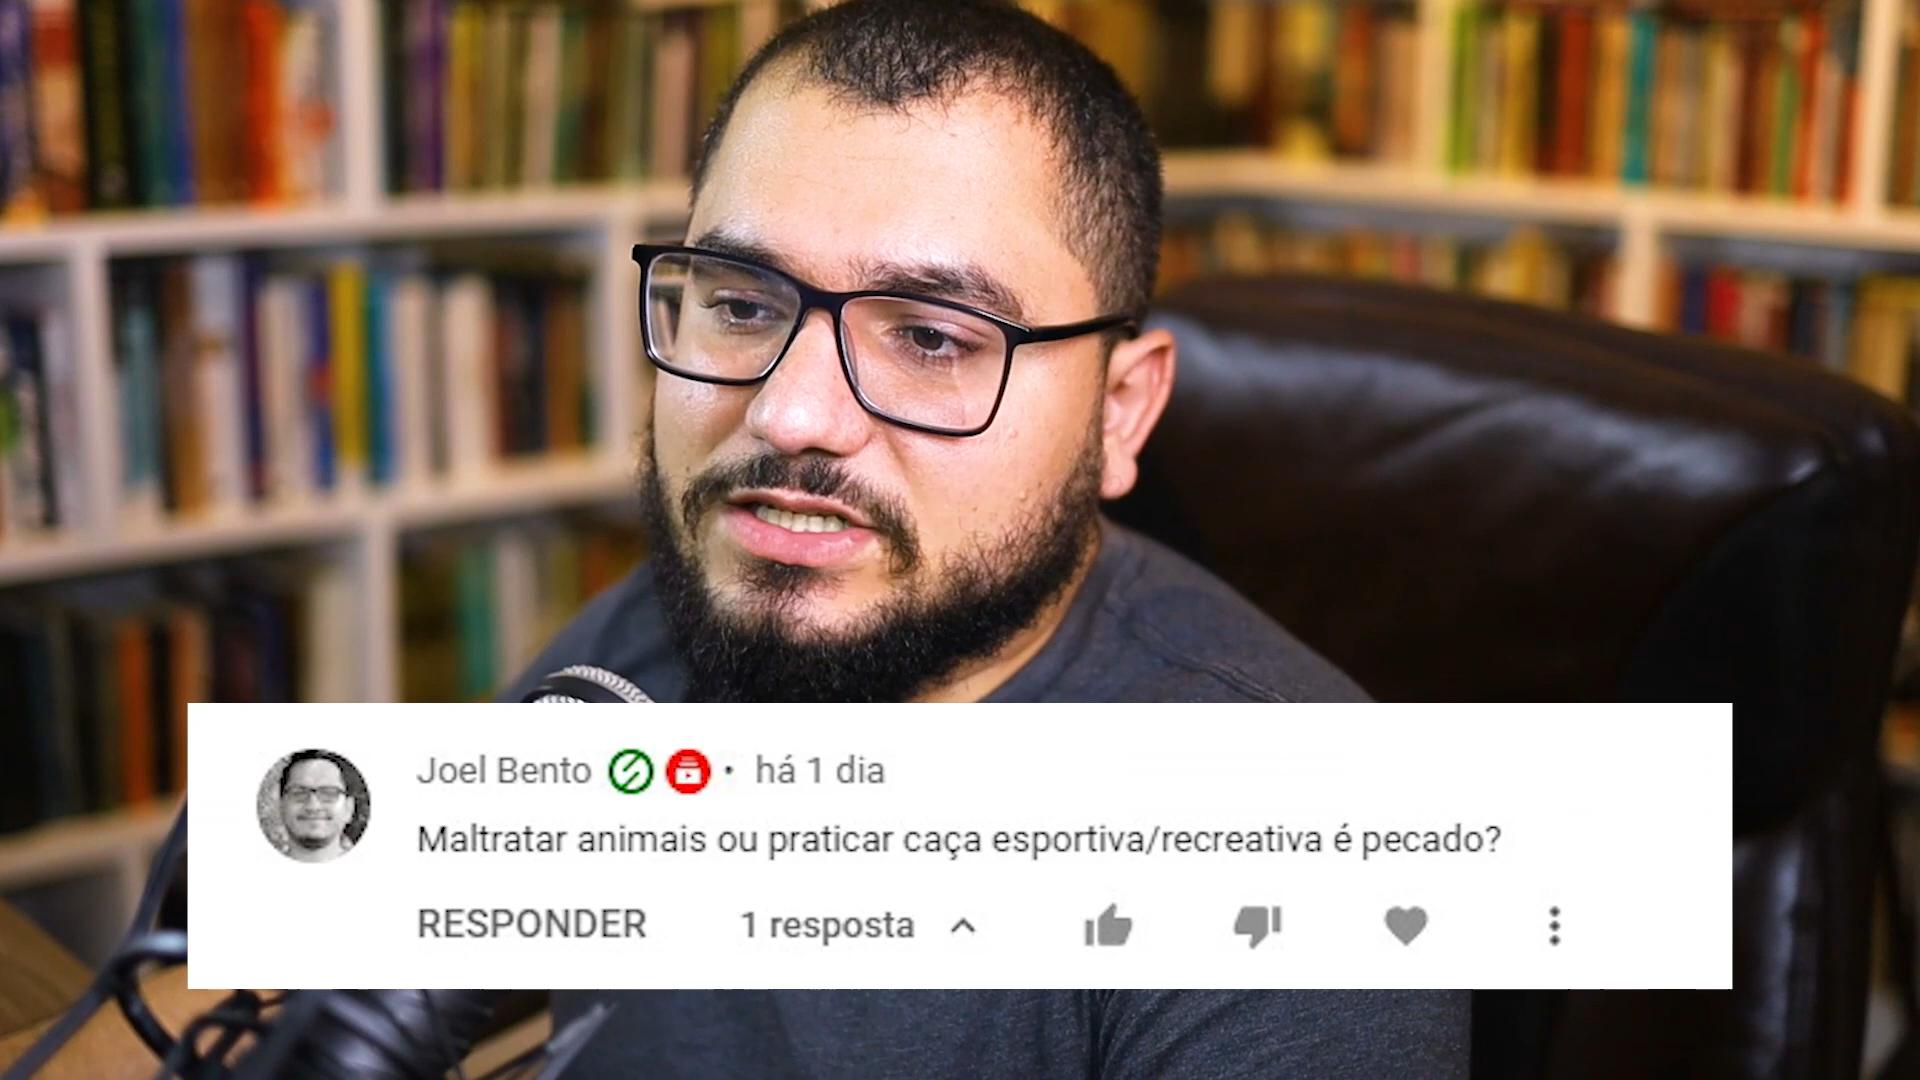 Joel Bento • há 1 dia
Maltratar animais ou praticar caça esportiva/recreativa é pecado?
RESPONDER 1 resposta